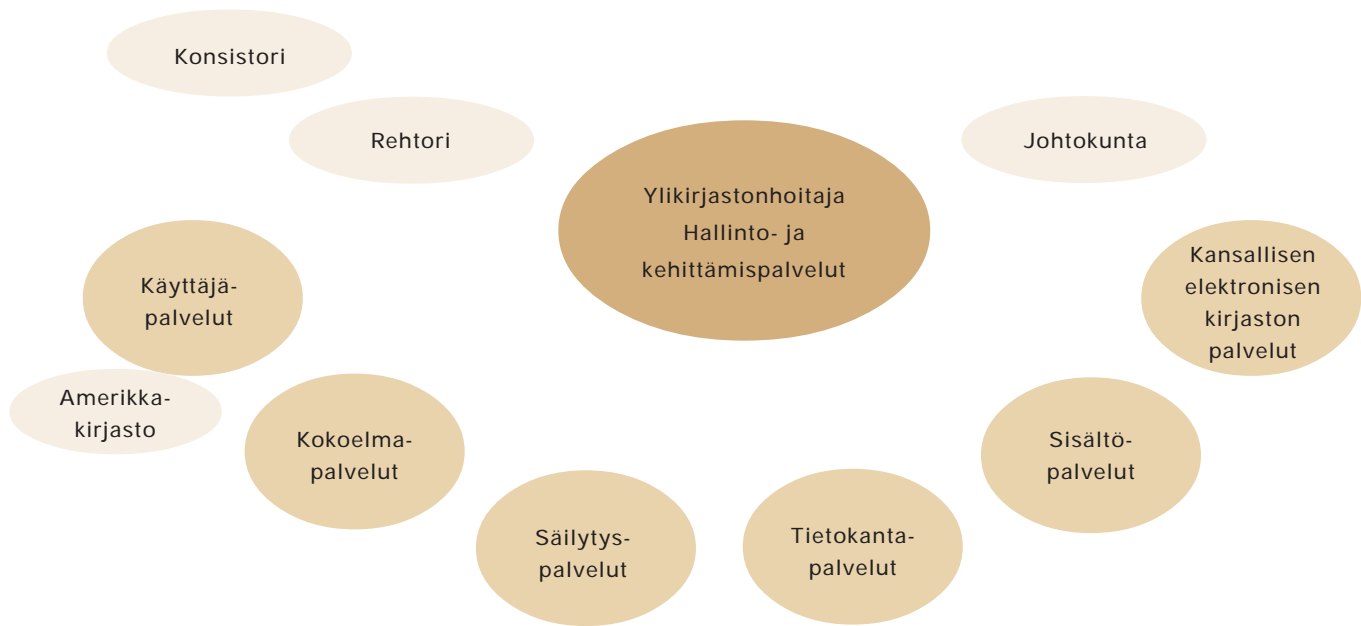 Konsistori
Rehtori
Johtokunta
Ylikirjastonhoitaja
Hallinto- ja
kehittämispalvelut
Käyttäjä-
palvelut
Kansallisen
elektronisen
kirjaston
palvelut
Amerikka-
kirjasto
Kokoelma-
palvelut
Sisältö-
palvelut
Säilytys-
palvelut
Tietokanta-
palvelut